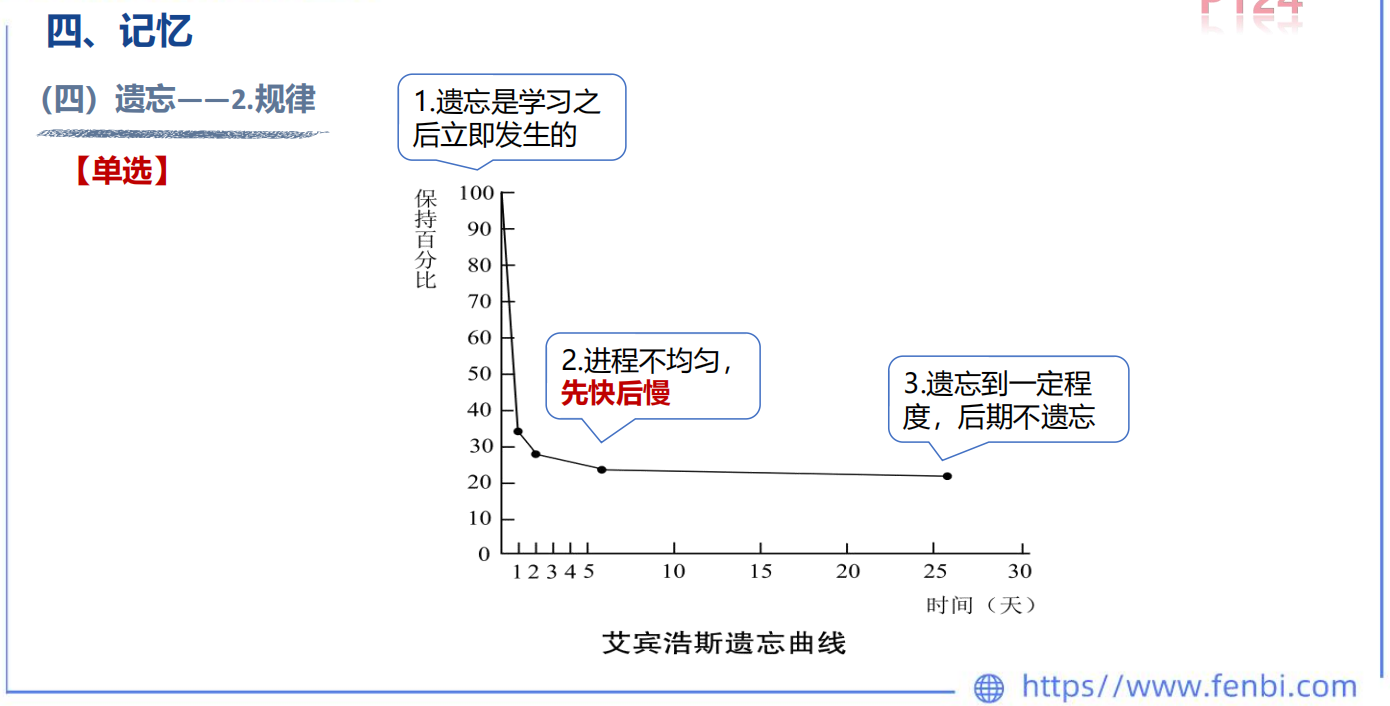 P124
四、记忆
(四）遗忘——2.规律
【单选】
1.遗忘是学习之
后立即发生的
保持百分比
100
90
80
70
60
50
40
30
20
10
0
2.进程不均匀，
先快后慢
3.遗忘到一定程
度，后期不遗忘
1 2 3 4 5 10 15 20 25 30
时间（天）
艾宾浩斯遗忘曲线
https//www.fenbi.com